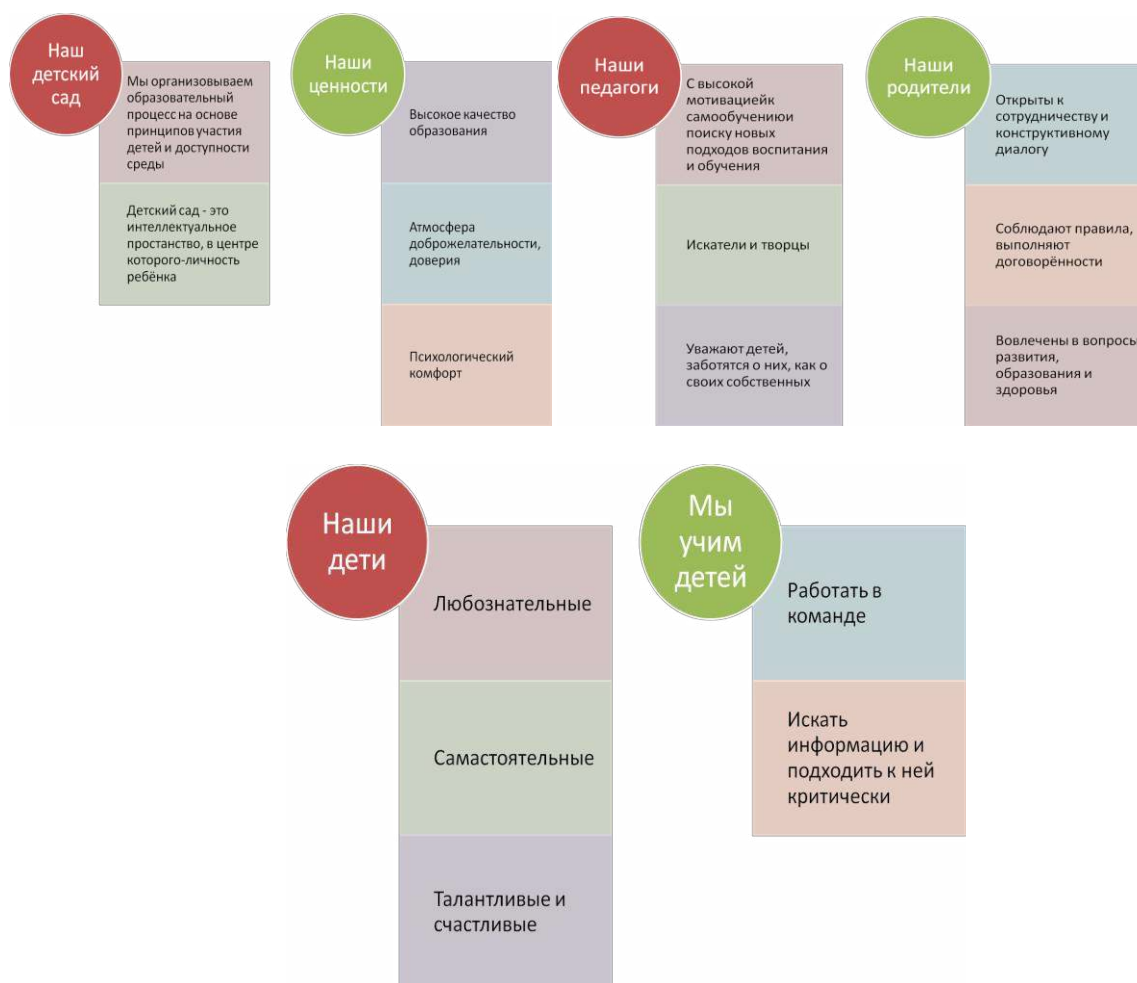 Наш
детский
сад
Мы организовываем
образовательный
процесс на основе
принципов участия
детей и доступности
среды
Детский сад - это
интеллектуальное
простанство, в центре
которого-личность
ребёнка
Наши
ценности
Высокое качество
образования
Атмосфера
доброжелательности,
доверия
Психологический
комфорт
Наши
педагоги
С высокой
мотивациейк
самообучениюи
поиску новых
подходов воспитания
и обучения
Искатели и творцы
Уважают детей,
заботятся о них, как о
своих собственных
Наши
родители
Открыты к
сотрудничеству и
конструктивному
диалогу
Соблюдают правила,
выполняют
договорённости
Вовлечены в вопросы
развития,
образования и
здоровья
Наши
дети
Любознательные
Самастоятельные
Талантливые и
счастливые
Мы
учим
детей
Работать в
команде
Искать
информацию и
подходить к ней
критически